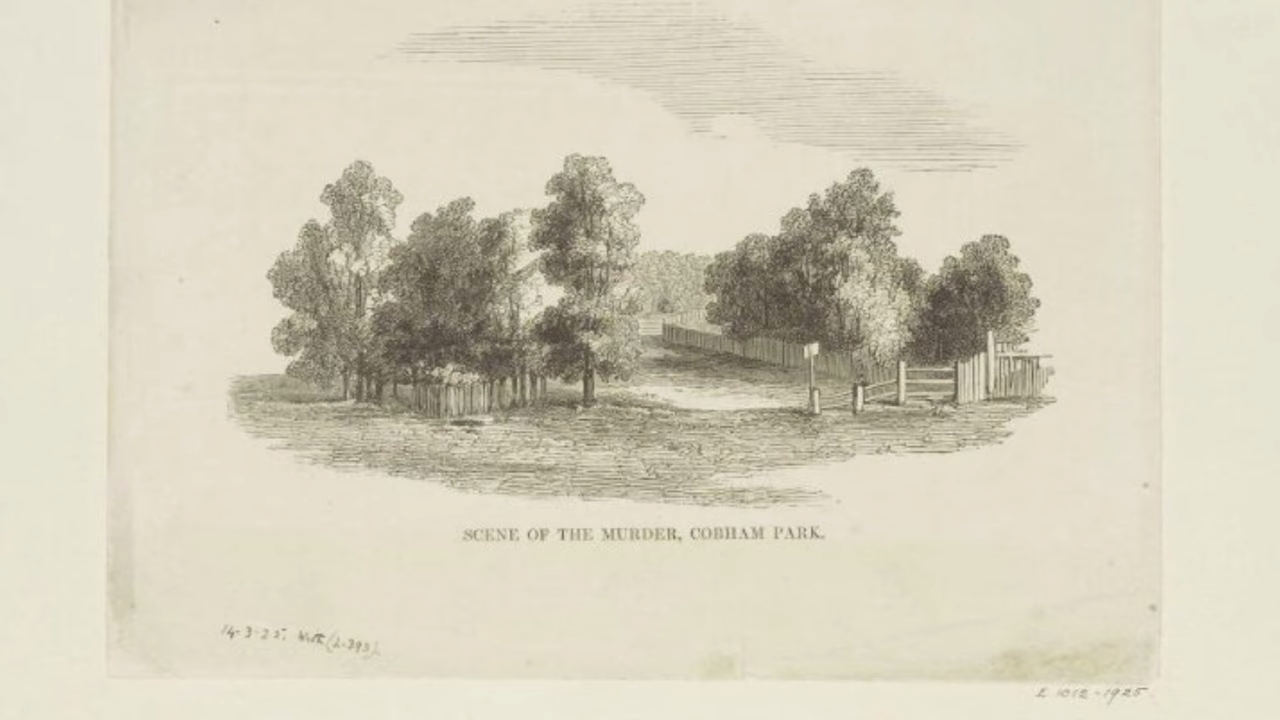 SCENE OF THE MURDER, COBHAM PARK.
14·3·25.
E 1012-1925